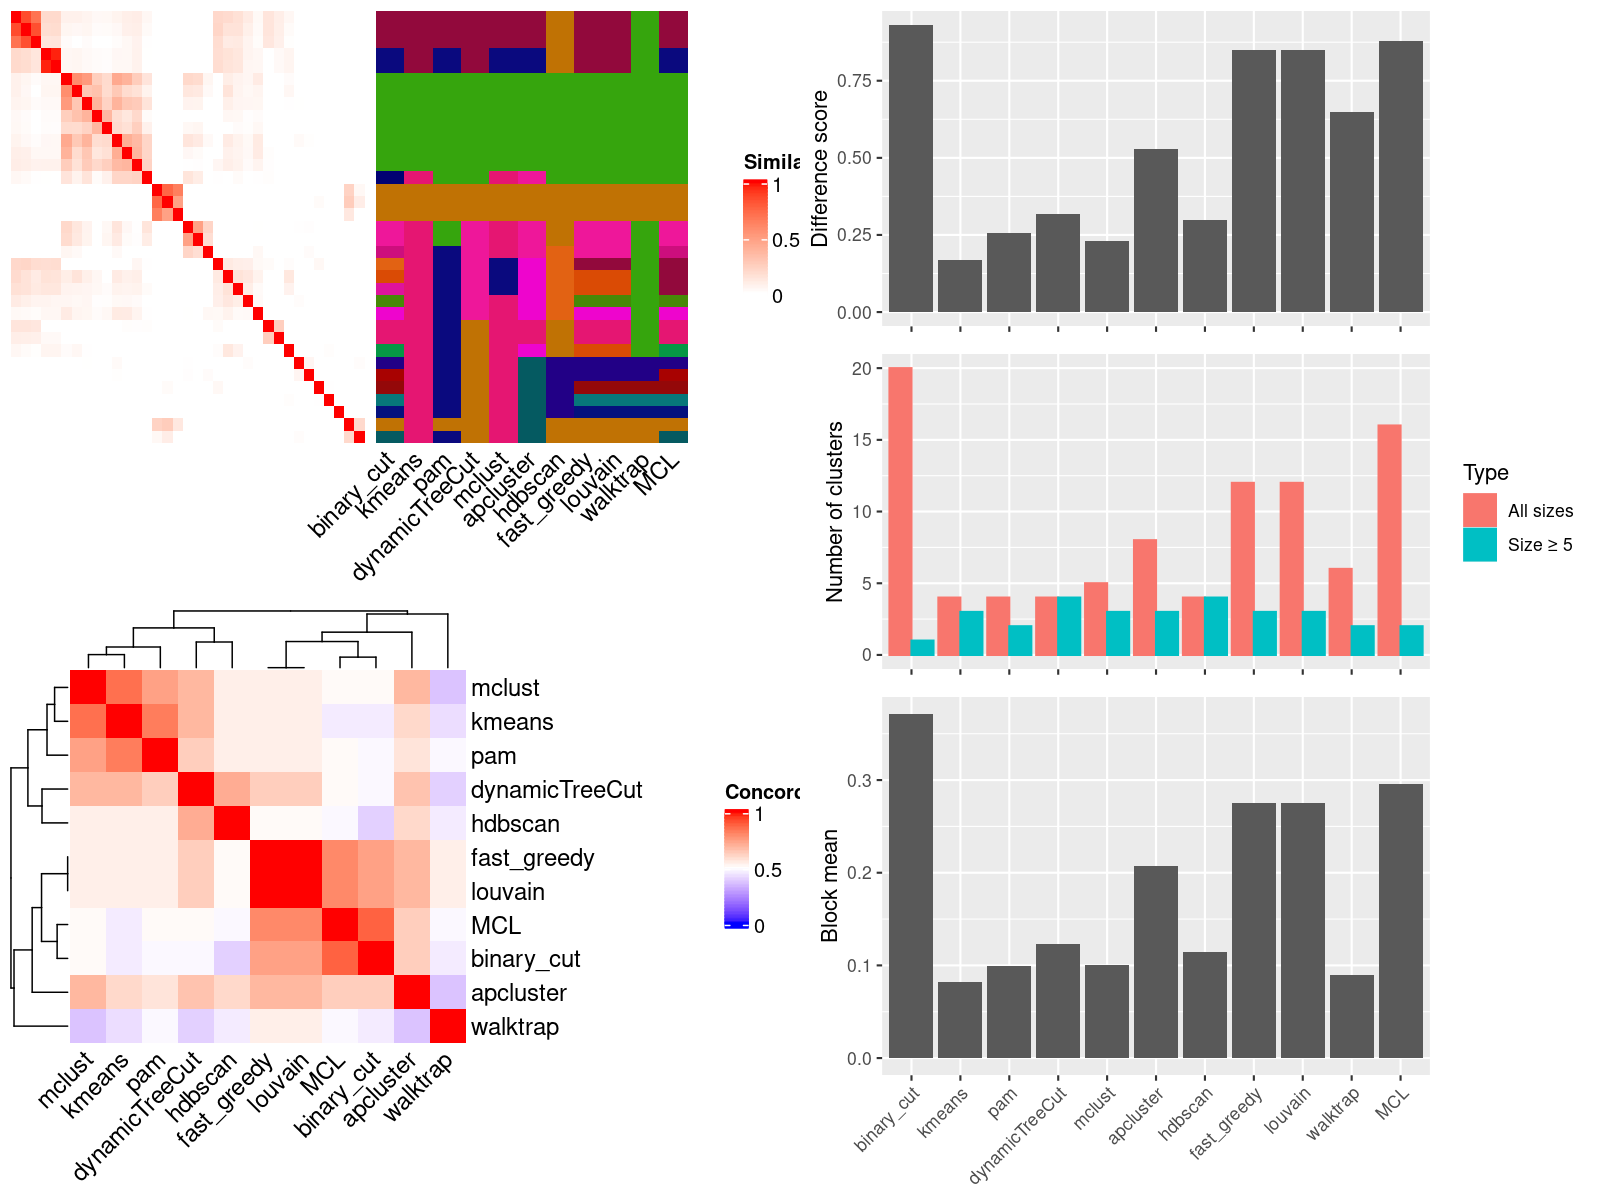 Simila
1
0.5
0
binary_cut
kmeans
pam
dynamicTreeCut
mclust
apcluster
hdbscan
fast_greedy
louvain
walktrap
MCL
Difference score
0.75
0.50
0.25
0.00
Number of clusters
20
15
10
5
0
Type
All sizes
Size ≥ 5
mclust
kmeans
pam
dynamicTreeCut
hdbscan
fast_greedy
louvain
MCL
binary_cut
apcluster
walktrap
mclust
kmeans
pam
dynamicTreeCut
hdbscan
fast_greedy
louvain
MCL
binary_cut
apcluster
walktrap
Concord
1
0.5
0
Block mean
0.3
0.2
0.1
0.0
binary_cut
kmeans
pam
dynamicTreeCut
mclust
apcluster
hdbscan
fast_greedy
louvain
walktrap
MCL